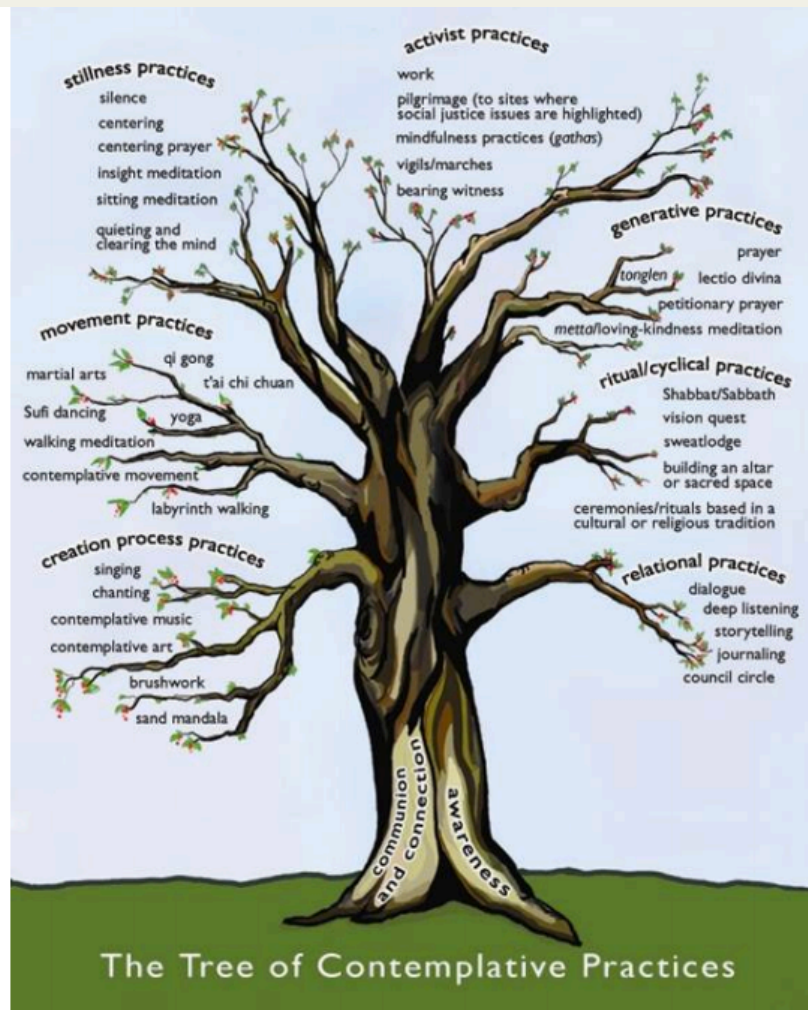 stillness practices
silence
centering
centering prayer
insight meditation
sitting meditation
quieting and
clearing the mind
activist practices
work
pilgrimage (to sites where
social justice issues are highlighted)
mindfulness practices (gathas)
vigils/marches
bearing witness
generative practices
prayer
tonglen
lectio divina
petitionary prayer
metta/loving-kindness meditation
movement practices
qi gong
martial arts
t'ai chi chuan
Sufi dancing
yoga
walking meditation
contemplative movement
labyrinth walking
ritual/cyclical practices
Shabbat/Sabbath
vision quest
sweatlodge
building an altar
or sacred space
ceremonies/rituals based in a
cultural or religious tradition
creation process practices
singing
chanting
contemplative music
contemplative art
brushwork
sand mandala
relational practices
dialogue
deep listening
storytelling
journaling
council circle
communion
and connection
awareness
The Tree of Contemplative Practices